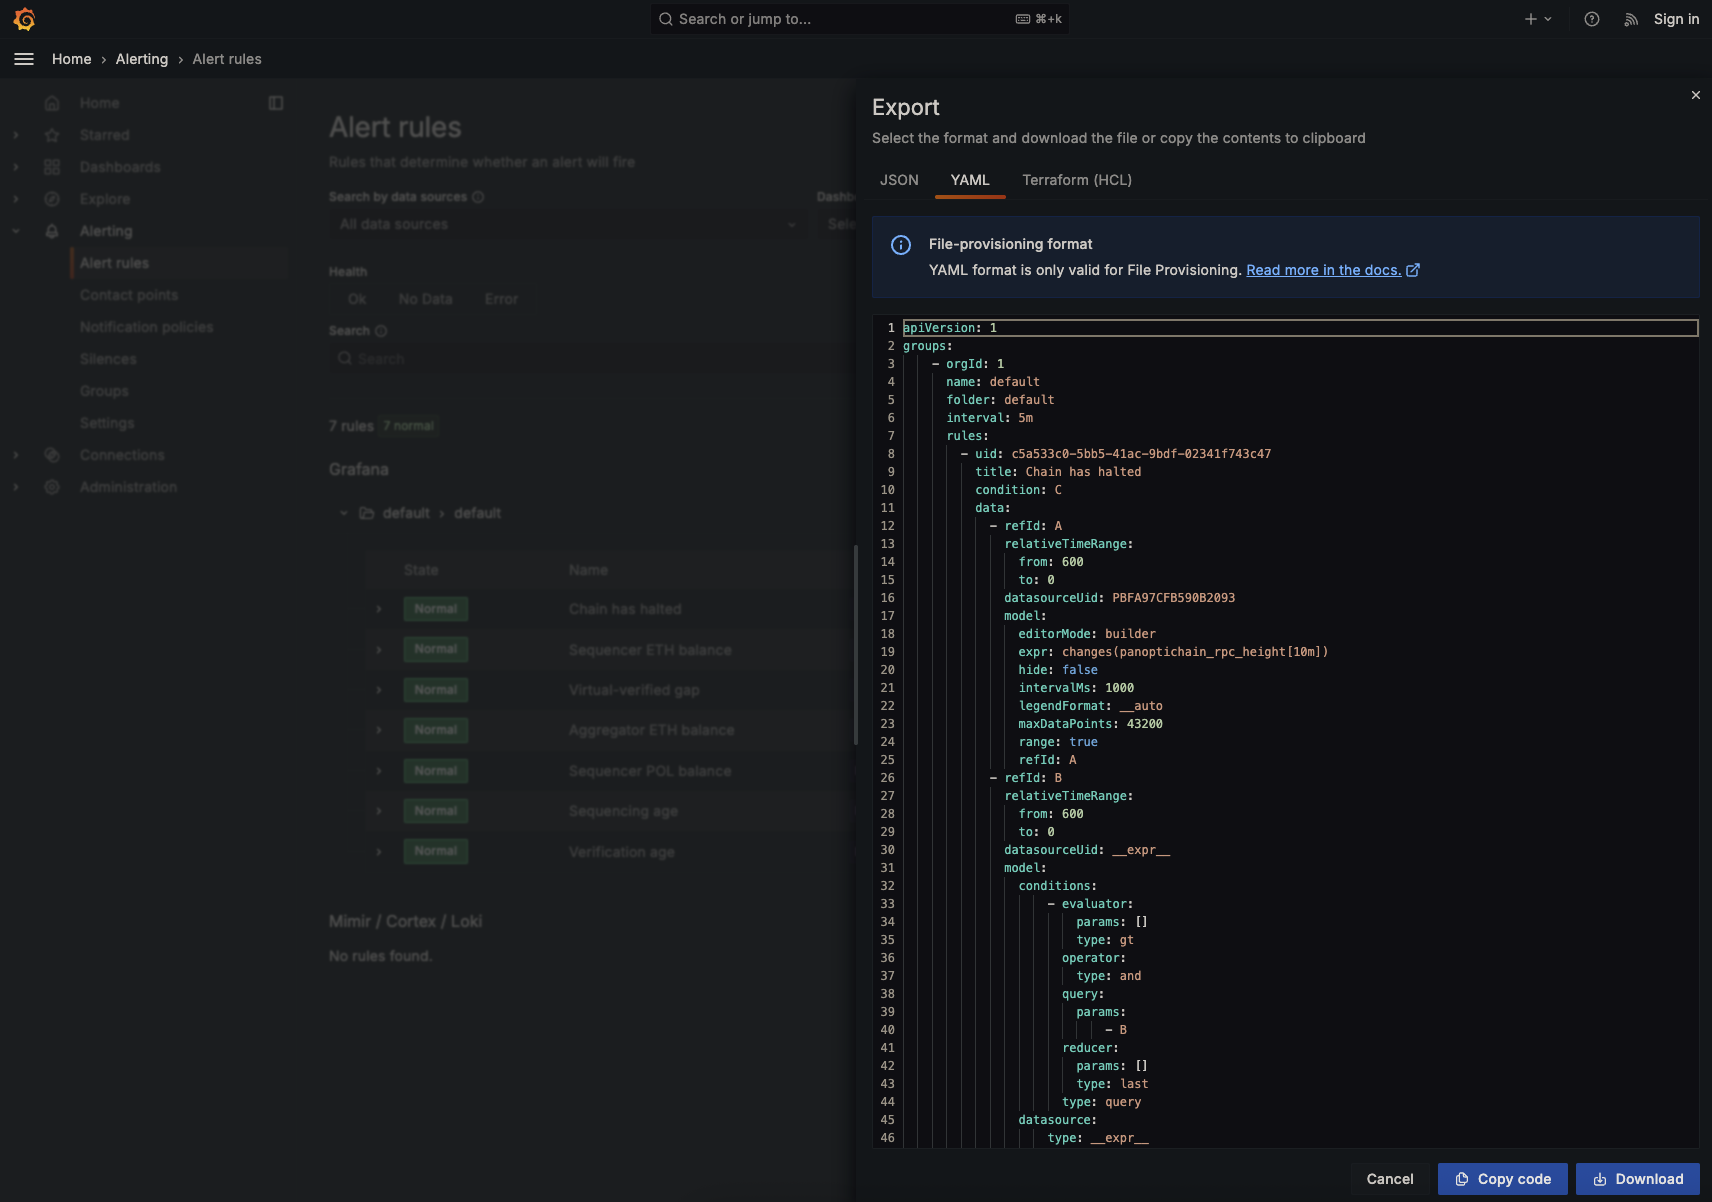 Search or jump to...
⌘+k
Sign in
Home › Alerting › Alert rules
Home
Starred
Dashboards
Explore
Alerting
Alert rules
Contact points
Notification policies
Silences
Groups
Settings
Connections
Administration
Alert rules
Rules that determine whether an alert will fire
Search by data sources
Dashb
All data sources
Sele
Health
Ok No Data Error
Search
Search
7 rules 7 normal
Grafana
default › default
State Name
Normal Chain has halted
Normal Sequencer ETH balance
Normal Virtual-verified gap
Normal Aggregator ETH balance
Normal Sequencer POL balance
Normal Sequencing age
Normal Verification age
Mimir / Cortex / Loki
No rules found.
Export
Select the format and download the file or copy the contents to clipboard
JSON YAML Terraform (HCL)
File-provisioning format
YAML format is only valid for File Provisioning. Read more in the docs.
1 apiVersion: 1
2 groups:
3 - orgId: 1
4 name: default
5 folder: default
6 interval: 5m
7 rules:
8 - uid: c5a533c0-5bb5-41ac-9bdf-02341f743c47
9 title: Chain has halted
10 condition: C
11 data:
12 - refId: A
13 relativeTimeRange:
14 from: 600
15 to: 0
16 datasourceUid: PBFA97CFB590B2093
17 model:
18 editorMode: builder
19 expr: changes(panoptichain_rpc_height[10m])
20 hide: false
21 intervalMs: 1000
22 legendFormat: __auto
23 maxDataPoints: 43200
24 range: true
25 refId: A
26 - refId: B
27 relativeTimeRange:
28 from: 600
29 to: 0
30 datasourceUid: __expr__
31 model:
32 conditions:
33 - evaluator:
34 params: []
35 type: gt
36 operator:
37 type: and
38 query:
39 params:
40 - B
41 reducer:
42 params: []
43 type: last
44 type: query
45 datasource:
46 type: __expr__
Cancel Copy code Download